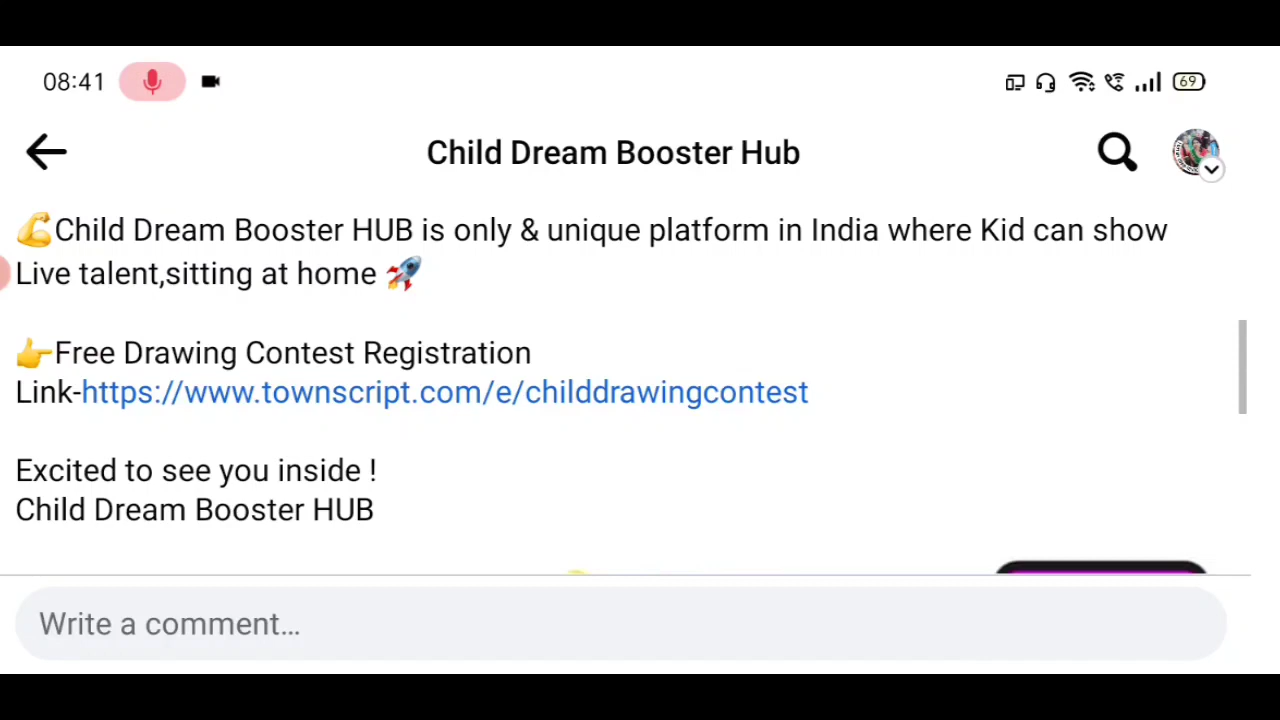 08:41
69
Child Dream Booster Hub
💪Child Dream Booster HUB is only & unique platform in India where Kid can show
Live talent,sitting at home 🚀
👉Free Drawing Contest Registration
Link-https://www.townscript.com/e/childdrawingcontest
Excited to see you inside !
Child Dream Booster HUB
Write a comment...